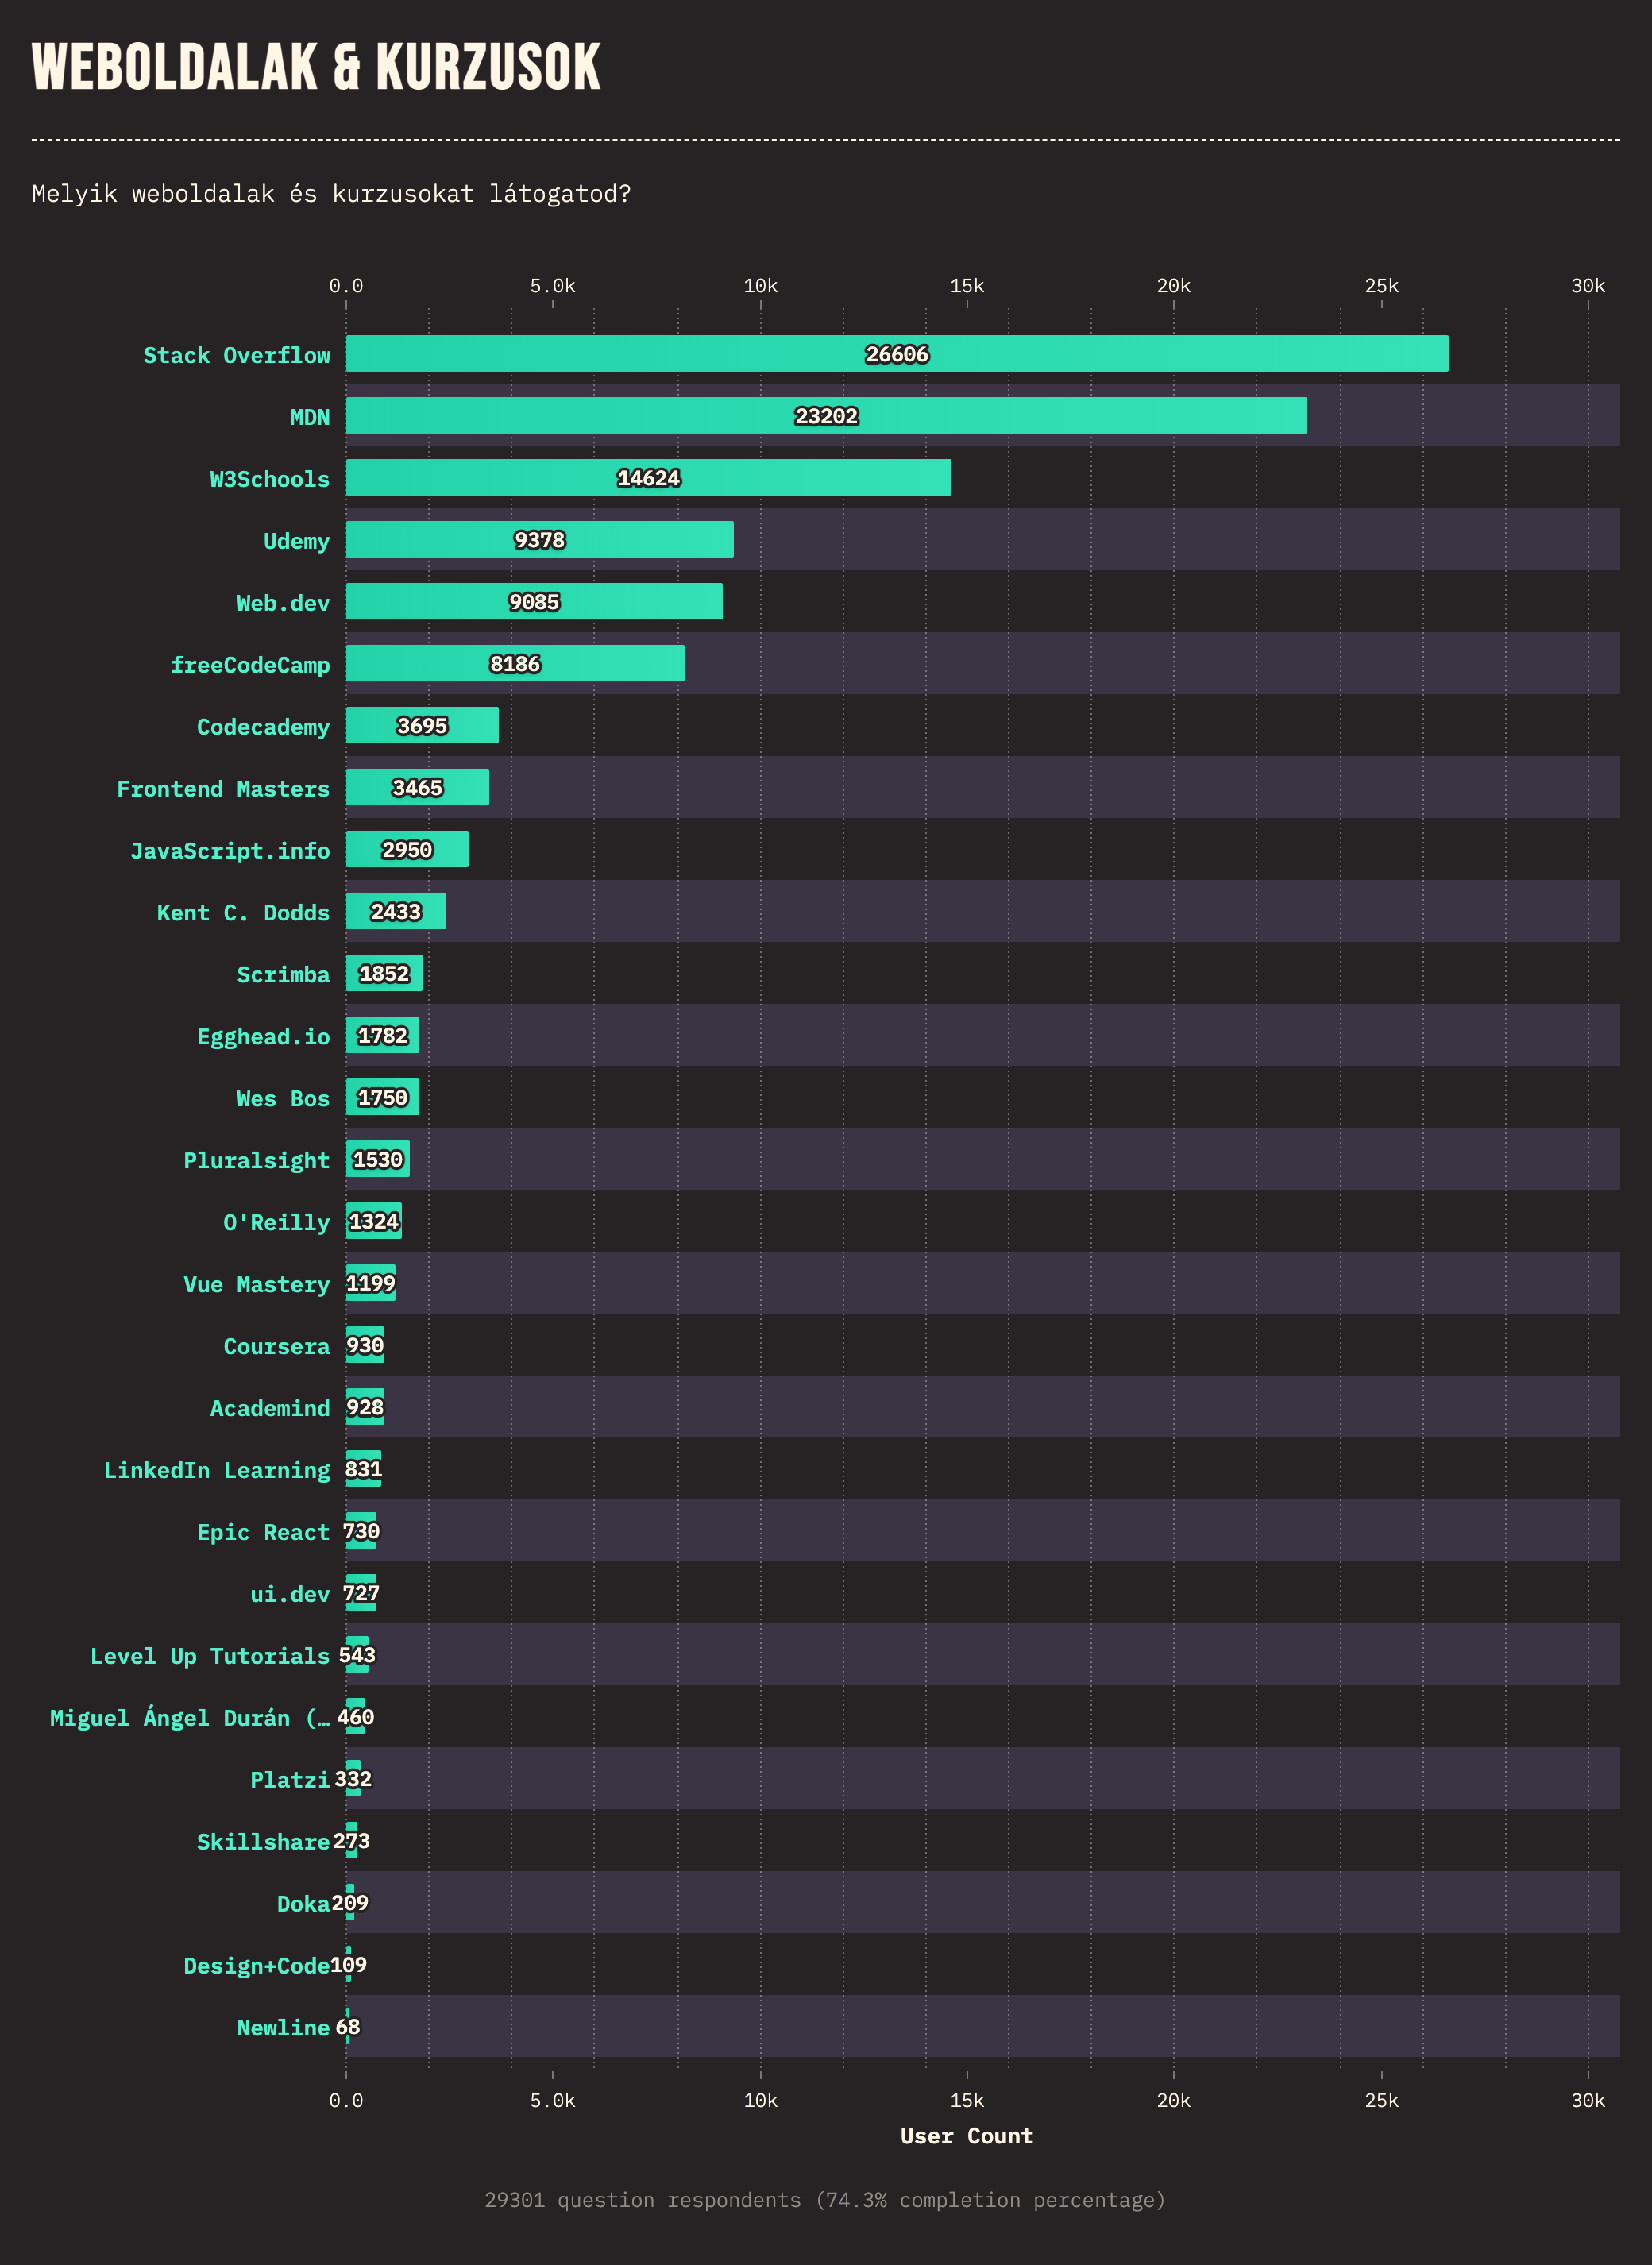 WEBOLDALAK & KURZUSOK
Melyik weboldalak és kurzusokat látogatod?
0.0 5.0k 10k 15k 20k 25k 30k
Stack Overflow 26606
MDN 23202
W3Schools 14624
Udemy 9378
Web.dev 9085
freeCodeCamp 8186
Codecademy 3695
Frontend Masters 3465
JavaScript.info 2950
Kent C. Dodds 2433
Scrimba 1852
Egghead.io 1782
Wes Bos 1750
Pluralsight 1530
O'Reilly 1324
Vue Mastery 1199
Coursera 930
Academind 928
LinkedIn Learning 831
Epic React 730
ui.dev 727
Level Up Tutorials 543
Miguel Ángel Durán (… 460
Platzi 332
Skillshare 273
Doka 209
Design+Code 109
Newline 68
0.0 5.0k 10k 15k 20k 25k 30k
User Count
29301 question respondents (74.3% completion percentage)